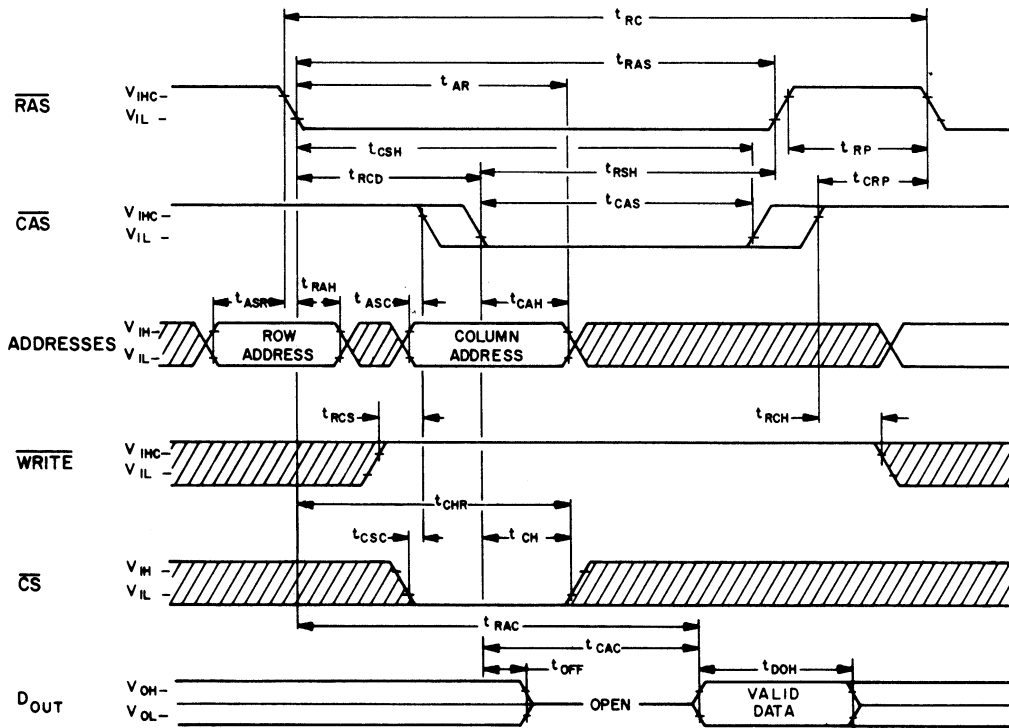 tRC
tRAS
tAR
RAS
VIHC
VIL
tCSH
tRP
tRCD
tRSH
tCRP
tCAS
CAS
VIHC
VIL
tASR
tRAH
tASC
tCAH
ADDRESSES
VIH
VIL
ROW ADDRESS
COLUMN ADDRESS
tRCS
tRCH
WRITE
VIHC
VIL
tCHR
tCSC
tCH
CS
VIH
VIL
tRAC
tCAC
tOFF
tDOH
DOUT
VOH
VOL
OPEN
VALID DATA